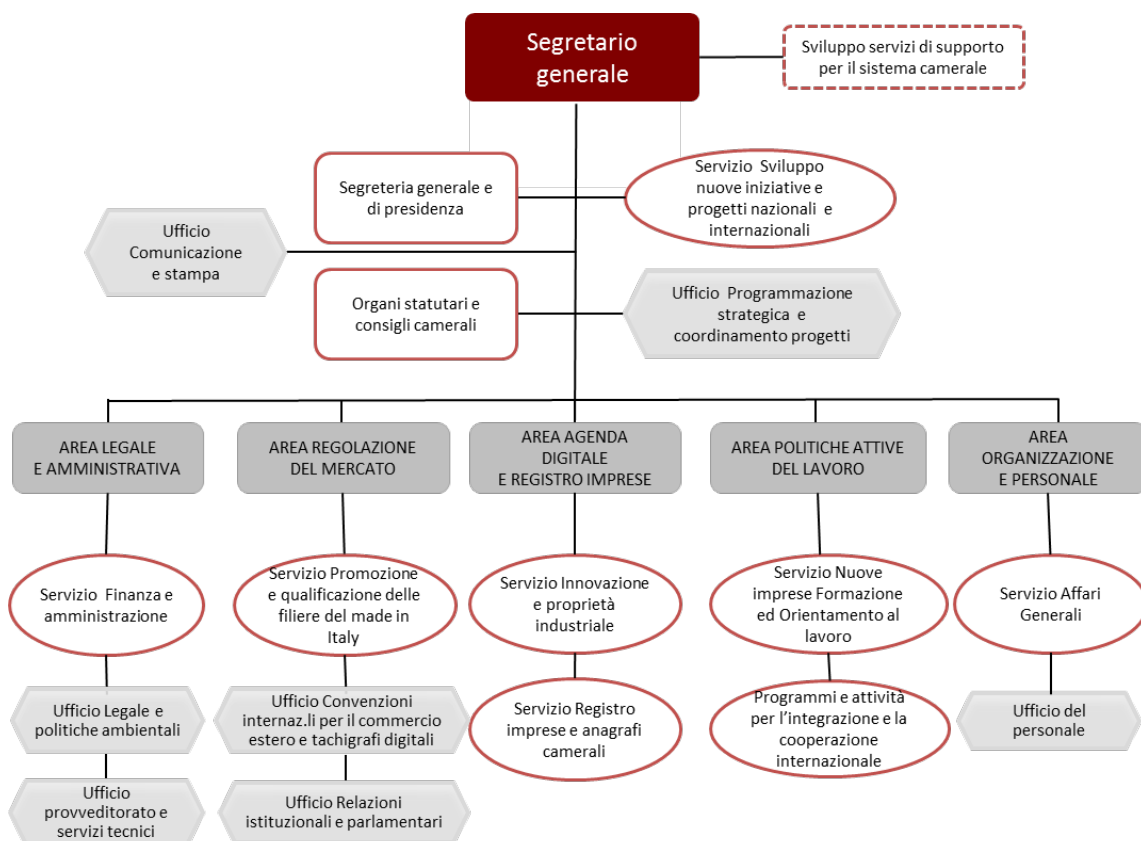 Segretario
generale
Sviluppo servizi di supporto
per il sistema camerale
Segreteria generale e
di presidenza
Servizio Sviluppo
nuove iniziative e
progetti nazionali e
internazionali
Ufficio
Comunicazione
e stampa
Organi statutari e
consigli camerali
Ufficio Programmazione
strategica e
coordinamento progetti
AREA LEGALE
E AMMINISTRATIVA
AREA REGOLAZIONE
DEL MERCATO
AREA AGENDA
DIGITALE
E REGISTRO IMPRESE
AREA POLITICHE ATTIVE
DEL LAVORO
AREA
ORGANIZZAZIONE
E PERSONALE
Servizio Finanza e
amministrazione
Servizio Promozione
e qualificazione delle
filiere del made in
Italy
Servizio Innovazione
e proprietà
industriale
Servizio Nuove
imprese Formazione
ed Orientamento al
lavoro
Servizio Affari
Generali
Ufficio Legale e
politiche ambientali
Ufficio Convenzioni
internaz.li per il commercio
estero e tachigrafi digitali
Servizio Registro
imprese e anagrafi
camerali
Programmi e attività
per l’integrazione e la
cooperazione
internazionale
Ufficio del
personale
Ufficio
provveditorato e
servizi tecnici
Ufficio Relazioni
istituzionali e parlamentari